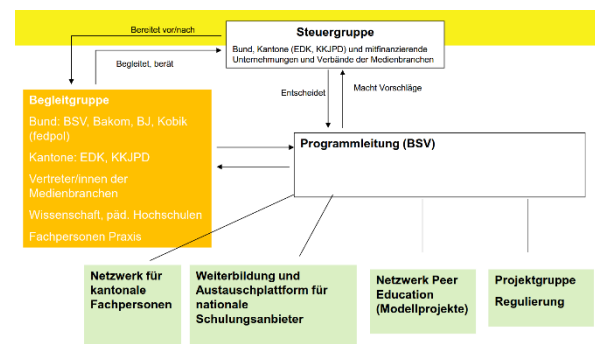 Bereitet vor/nach
Steuergruppe
Bund, Kantone (EDK, KKJPD) und mitfinanzierende
Unternehmungen und Verbände der Medienbranchen
Begleitet, berät
Entscheidet
Macht Vorschläge
Begleitgruppe
Bund: BSV, Bakom, BJ, Kobik
(fedpol)
Kantone: EDK, KKJPD
Vertreter/innen der
Medienbranchen
Wissenschaft, päd. Hochschulen
Fachpersonen Praxis
Programmleitung (BSV)
Netzwerk für
kantonale
Fachpersonen
Weiterbildung und
Austauschplattform für
nationale
Schulungsanbieter
Netzwerk Peer
Education
(Modellprojekte)
Projektgruppe
Regulierung